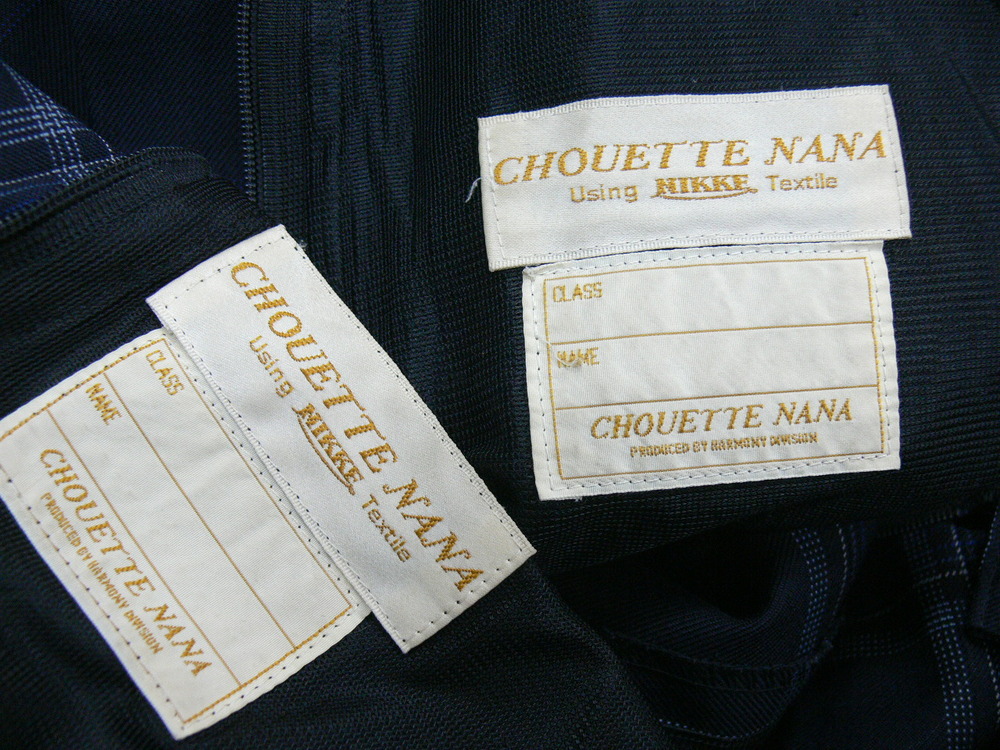 CHOUETTE NANA
Using NIKKE Textile
CLASS
NAME
CHOUETTE NANA
PRODUCED BY HARMONY DIVISION
CHOUETTE NANA
Using NIKKE Textile
CLASS
NAME
CHOUETTE NANA
PRODUCED BY HARMONY DIVISION